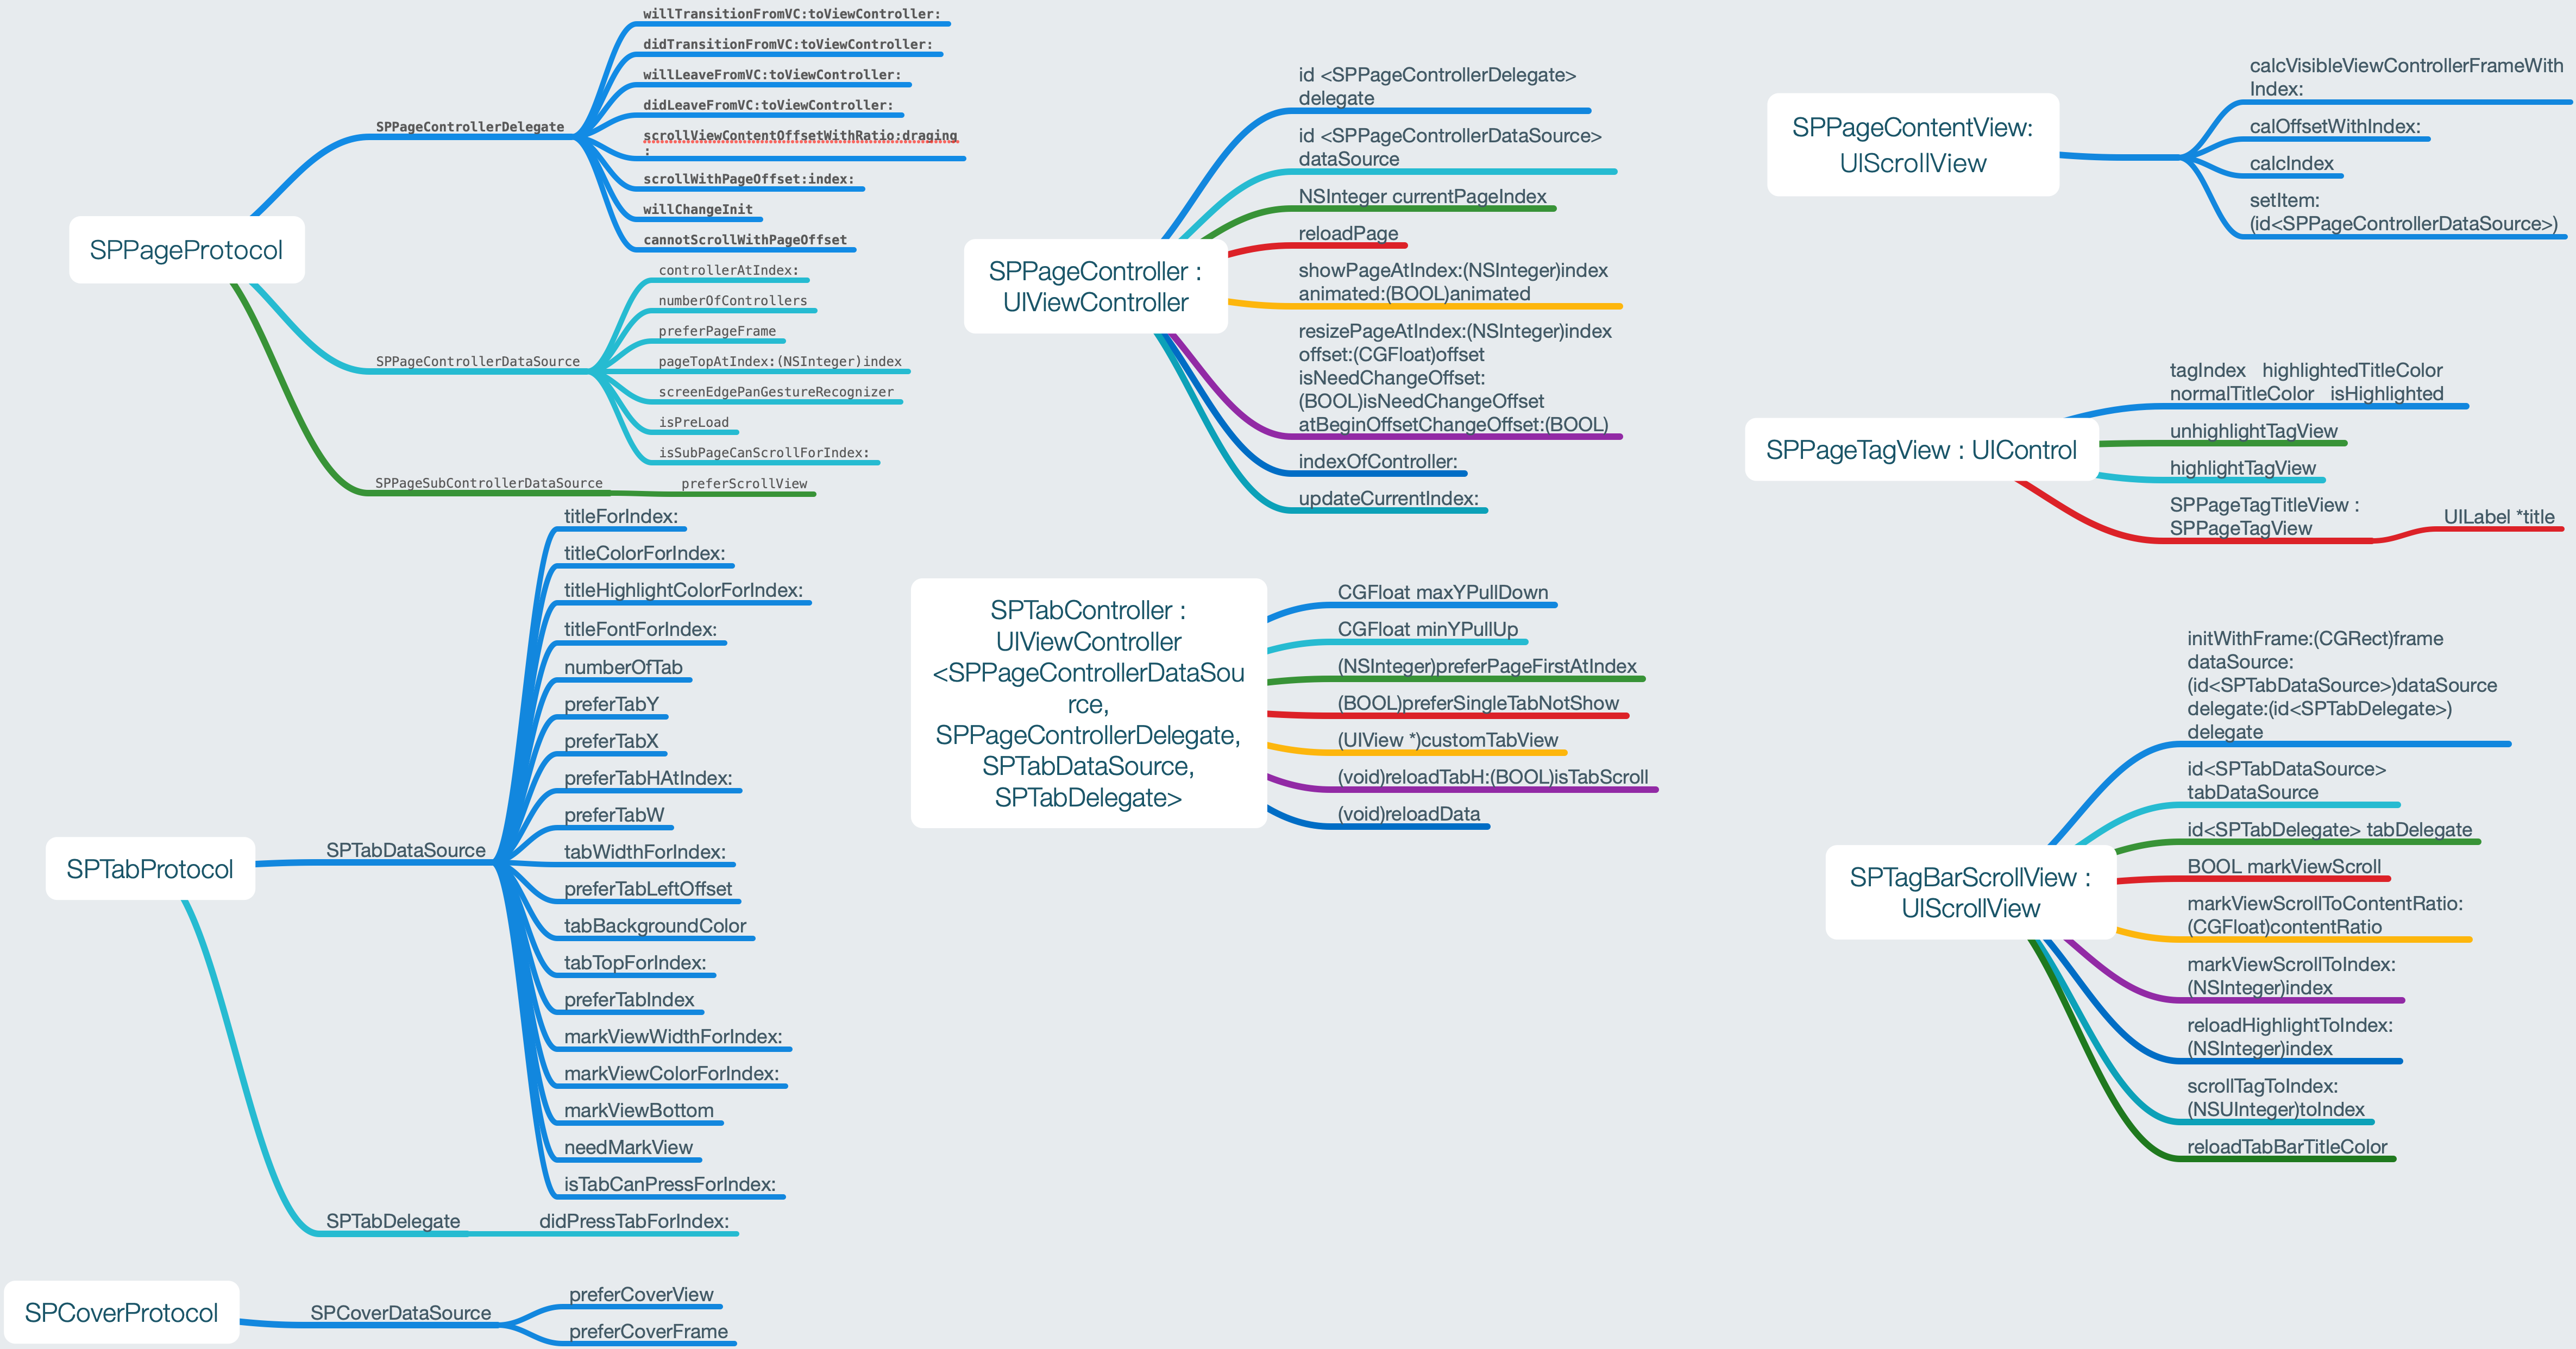 SPPageProtocol
SPPageControllerDelegate
willTransitionFromVC:toViewController:
didTransitionFromVC:toViewController:
willLeaveFromVC:toViewController:
didLeaveFromVC:toViewController:
scrollViewContentOffsetWithRatio:draging
:
scrollWithPageOffset:index:
willChangeInit
cannotScrollWithPageOffset
SPPageControllerDataSource
controllerAtIndex:
numberOfControllers
preferPageFrame
pageTopAtIndex:(NSInteger)index
screenEdgePanGestureRecognizer
isPreLoad
isSubPageCanScrollForIndex:
SPPageSubControllerDataSource
preferScrollView
SPTabProtocol
SPTabDataSource
titleForIndex:
titleColorForIndex:
titleHighlightColorForIndex:
titleFontForIndex:
numberOfTab
preferTabY
preferTabX
preferTabHAtIndex:
preferTabW
tabWidthForIndex:
preferTabLeftOffset
tabBackgroundColor
tabTopForIndex:
preferTabIndex
markViewWidthForIndex:
markViewColorForIndex:
markViewBottom
needMarkView
isTabCanPressForIndex:
SPTabDelegate
didPressTabForIndex:
SPCoverProtocol
SPCoverDataSource
preferCoverView
preferCoverFrame
SPPageController :
UIViewController
id <SPPageControllerDelegate>
delegate
id <SPPageControllerDataSource>
dataSource
NSInteger currentPageIndex
reloadPage
showPageAtIndex:(NSInteger)index
animated:(BOOL)animated
resizePageAtIndex:(NSInteger)index
offset:(CGFloat)offset
isNeedChangeOffset:
(BOOL)isNeedChangeOffset
atBeginOffsetChangeOffset:(BOOL)
indexOfController:
updateCurrentIndex:
SPTabController :
UIViewController
<SPPageControllerDataSou
rce,
SPPageControllerDelegate,
SPTabDataSource,
SPTabDelegate>
CGFloat maxYPullDown
CGFloat minYPullUp
(NSInteger)preferPageFirstAtIndex
(BOOL)preferSingleTabNotShow
(UIView *)customTabView
(void)reloadTabH:(BOOL)isTabScroll
(void)reloadData
SPPageContentView:
UIScrollView
calcVisibleViewControllerFrameWith
Index:
calOffsetWithIndex:
calcIndex
setItem:
(id<SPPageControllerDataSource>)
SPPageTagView : UIControl
tagIndex   highlightedTitleColor
normalTitleColor   isHighlighted
unhighlightTagView
highlightTagView
SPPageTagTitleView :
SPPageTagView
UILabel *title
SPTagBarScrollView :
UIScrollView
initWithFrame:(CGRect)frame
dataSource:
(id<SPTabDataSource>)dataSource
delegate:(id<SPTabDelegate>)
delegate
id<SPTabDataSource>
tabDataSource
id<SPTabDelegate> tabDelegate
BOOL markViewScroll
markViewScrollToContentRatio:
(CGFloat)contentRatio
markViewScrollToIndex:
(NSInteger)index
reloadHighlightToIndex:
(NSInteger)index
scrollTagToIndex:
(NSUInteger)toIndex
reloadTabBarTitleColor